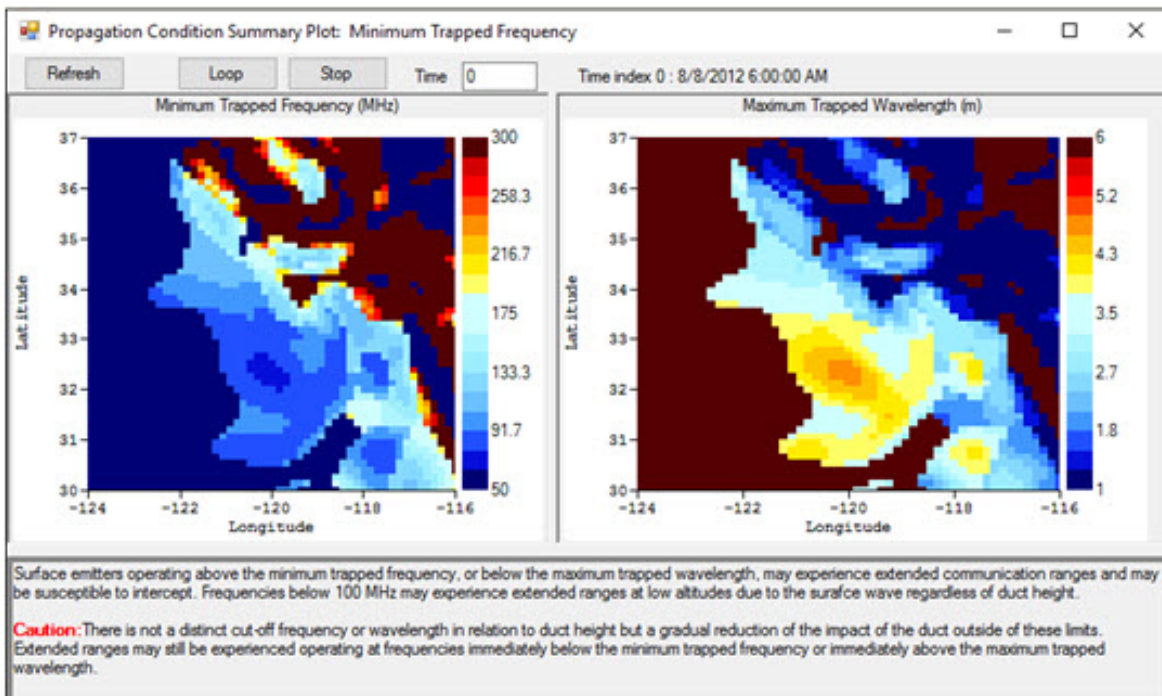 Propagation Condition Summary Plot: Minimum Trapped Frequency
Refresh
Loop
Stop
Time
0
Time index 0 : 8/8/2012 6:00:00 AM
Minimum Trapped Frequency (MHz)
37
36
35
34
33
32
31
30
Latitude
-124
-122
-120
-118
-116
Longitude
300
258.3
216.7
175
133.3
91.7
50
Maximum Trapped Wavelength (m)
37
36
35
34
33
32
31
30
Latitude
-124
-122
-120
-118
-116
Longitude
6
5.2
4.3
3.5
2.7
1.8
1
Surface emitters operating above the minimum trapped frequency, or below the maximum trapped wavelength, may experience extended communication ranges and may
be susceptible to intercept. Frequencies below 100 MHz may experience extended ranges at low altitudes due to the surafce wave regardless of duct height.
Caution: There is not a distinct cut-off frequency or wavelength in relation to duct height but a gradual reduction of the impact of the duct outside of these limits.
Extended ranges may still be experienced operating at frequencies immediately below the minimum trapped frequency or immediately above the maximum trapped
wavelength.